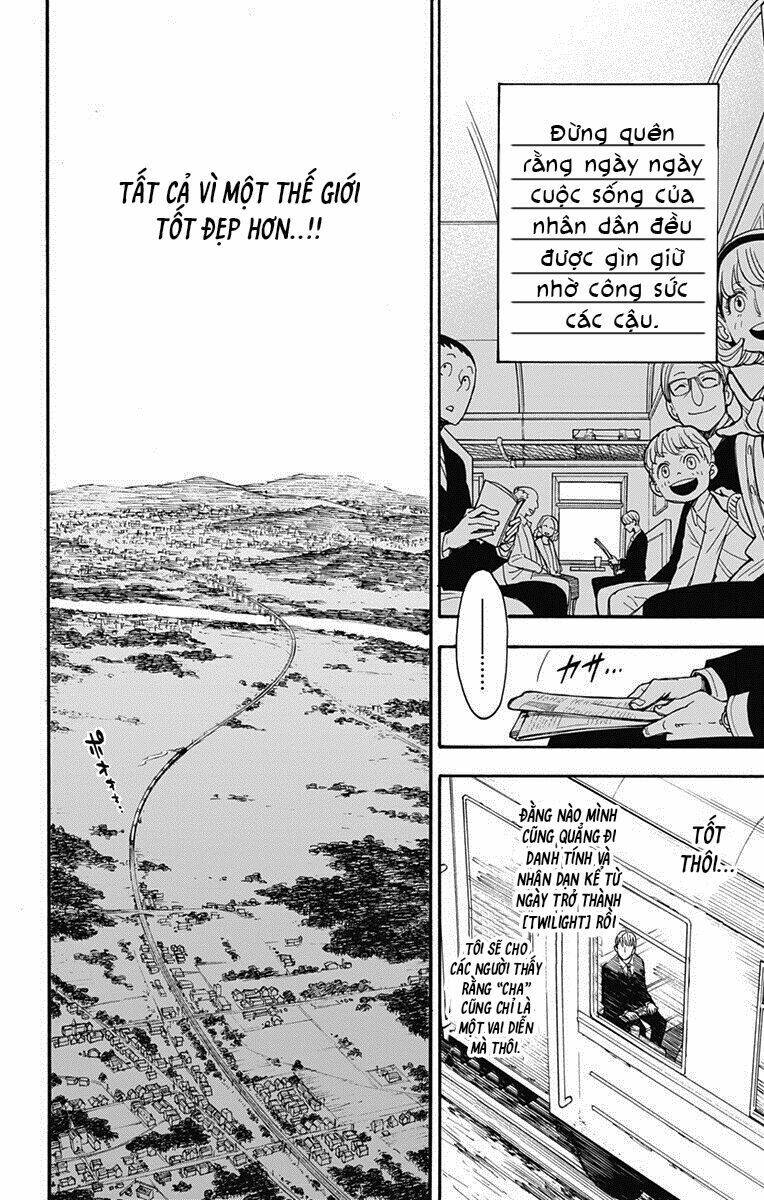 Đừng quên
rằng ngày ngày
cuộc sống của
nhân dân đều
được gìn giữ
nhờ công sức
các cậu.
カサ…
TỐT
THÔI...
ĐẰNG NÀO MÌNH
CŨNG QUẲNG ĐI
DANH TÍNH VÀ
NHÂN DẠN KỂ TỪ
NGÀY TRỞ THÀNH
[TWILIGHT] RỒI
TÔI SẼ CHO
CÁC NGƯỜI THẤY
RẰNG "CHA"
CŨNG CHỈ LÀ
MỘT VAI DIỄN
MÀ THÔI.
TẤT CẢ VÌ MỘT THẾ GIỚI
TỐT ĐẸP HƠN..!!